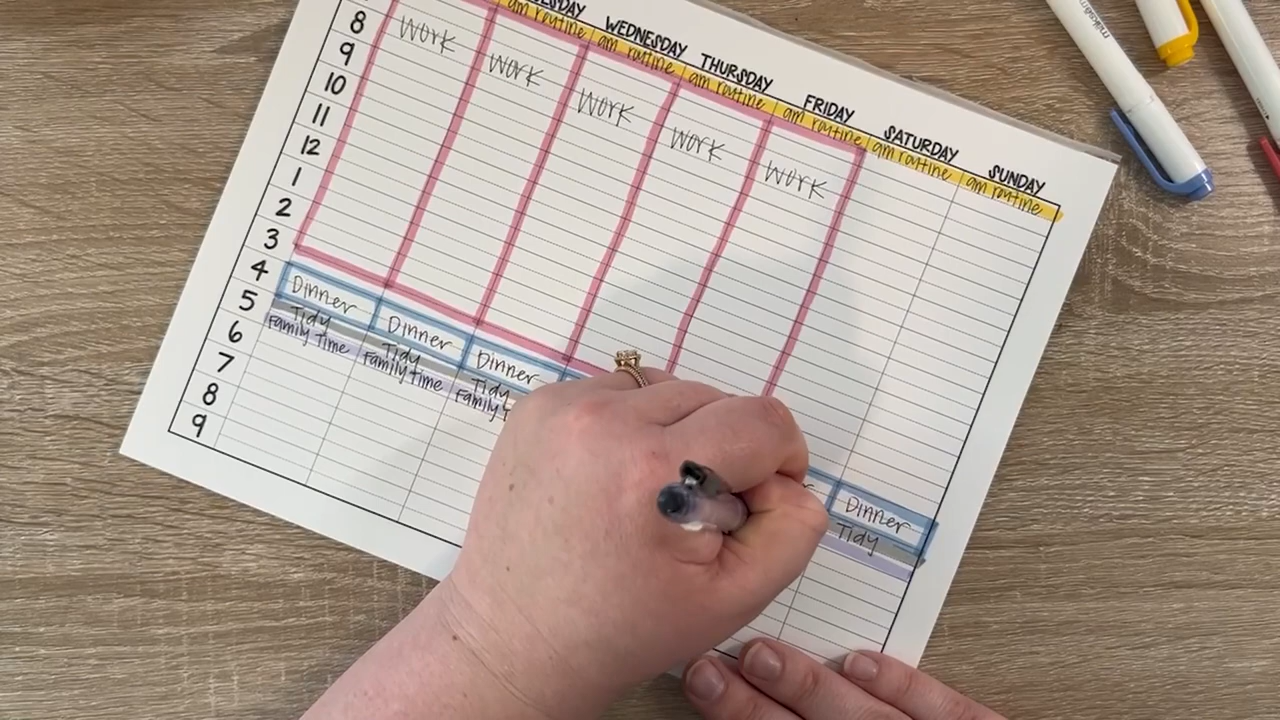 WEDNESDAY THURSDAY FRIDAY SATURDAY SUNDAY
am routine am routine am routine am routine am routine am routine
8 Work Work Work Work Work
9
10
11
12
1
2
3
4 Dinner Dinner Dinner Dinner
5 Tidy Tidy Tidy Tidy
6 Family time Family time Family
7
8
9